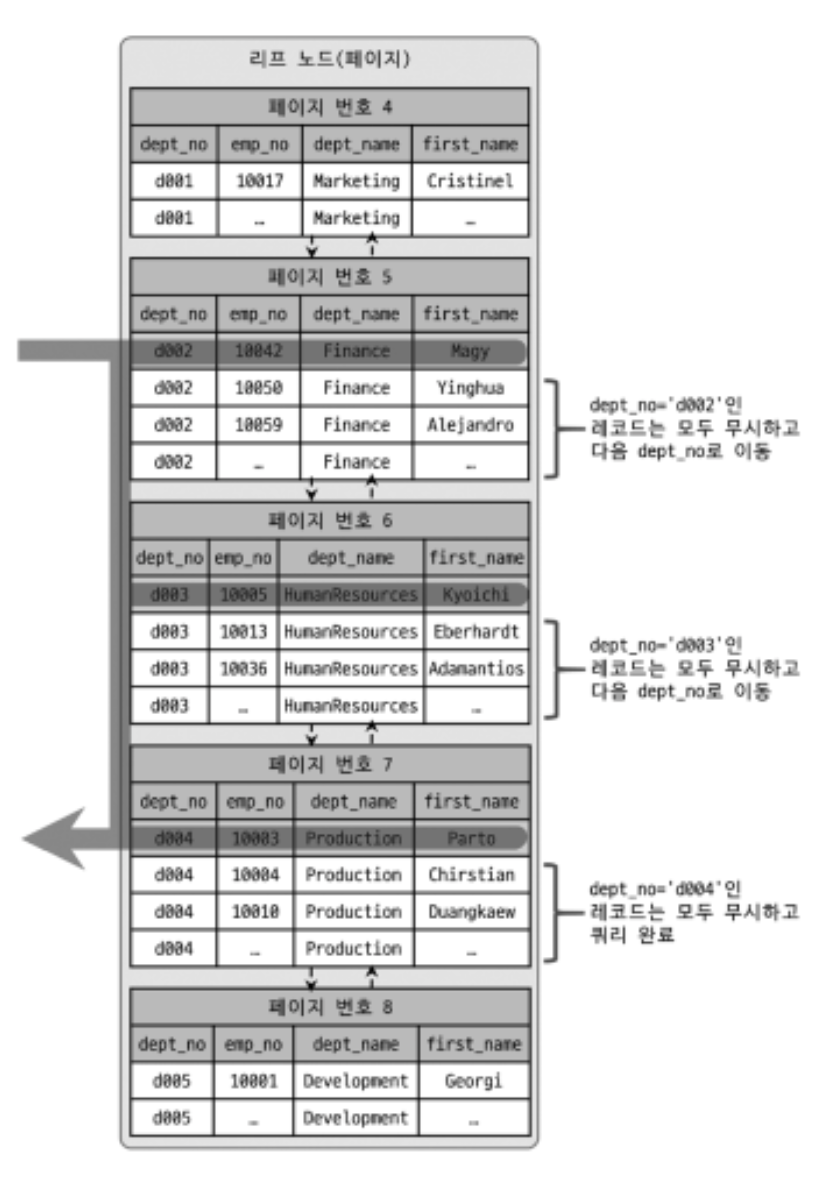 리프 노드(페이지)
페이지 번호 4
dept_no emp_no dept_name first_name
d001 10017 Marketing Cristinel
d001 … Marketing …
페이지 번호 5
dept_no emp_no dept_name first_name
d002 10042 Finance Magy
d002 10050 Finance Yinghua
d002 10059 Finance Alejandro
d002 … Finance …
dept_no='d002'인
레코드는 모두 무시하고
다음 dept_no로 이동
페이지 번호 6
dept_no emp_no dept_name first_name
d003 10005 HumanResources Kyoichi
d003 10013 HumanResources Eberhardt
d003 10036 HumanResources Adamantios
d003 … HumanResources …
dept_no='d003'인
레코드는 모두 무시하고
다음 dept_no로 이동
페이지 번호 7
dept_no emp_no dept_name first_name
d004 10003 Production Parto
d004 10004 Production Chirstian
d004 10010 Production Duangkaew
d004 … Production …
dept_no='d004'인
레코드는 모두 무시하고
쿼리 완료
페이지 번호 8
dept_no emp_no dept_name first_name
d005 10001 Development Georgi
d005 … Development …